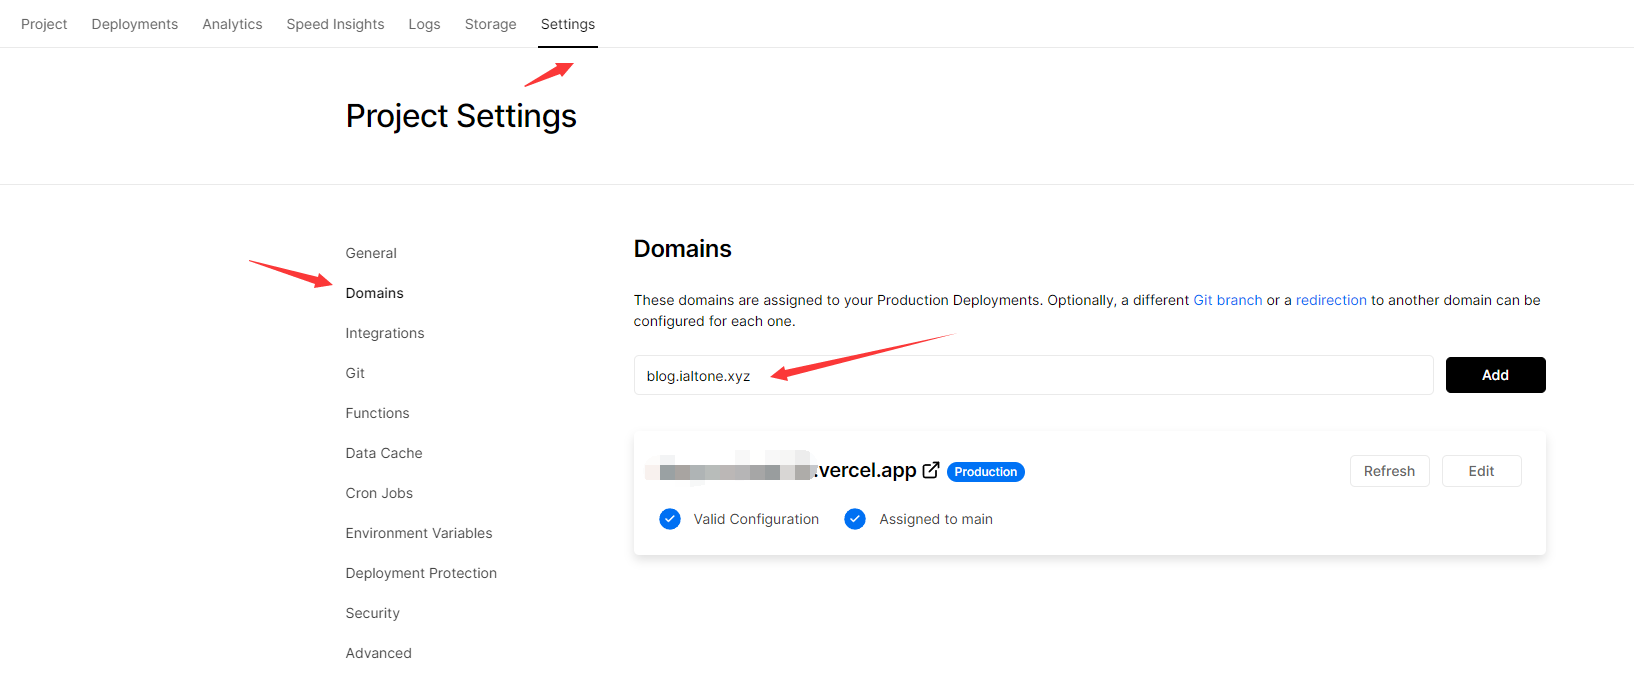 Project Deployments Analytics Speed Insights Logs Storage Settings
Project Settings
General
Domains
Integrations
Git
Functions
Data Cache
Cron Jobs
Environment Variables
Deployment Protection
Security
Advanced
Domains
These domains are assigned to your Production Deployments. Optionally, a different Git branch or a redirection to another domain can be
configured for each one.
blog.ialtone.xyz
Add
.vercel.app Production Refresh Edit
Valid Configuration Assigned to main